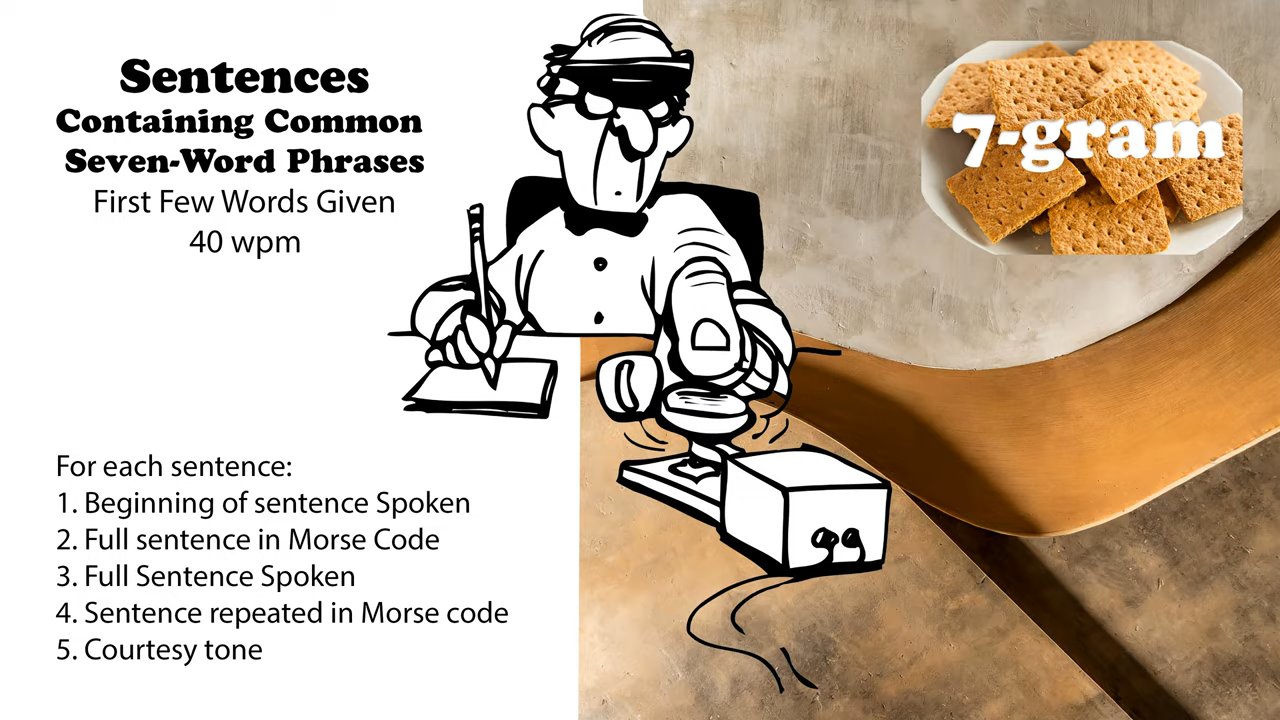 Sentences
Containing Common
Seven-Word Phrases
First Few Words Given
40 wpm
7-gram
For each sentence:
1. Beginning of sentence Spoken
2. Full sentence in Morse Code
3. Full Sentence Spoken
4. Sentence repeated in Morse code
5. Courtesy tone